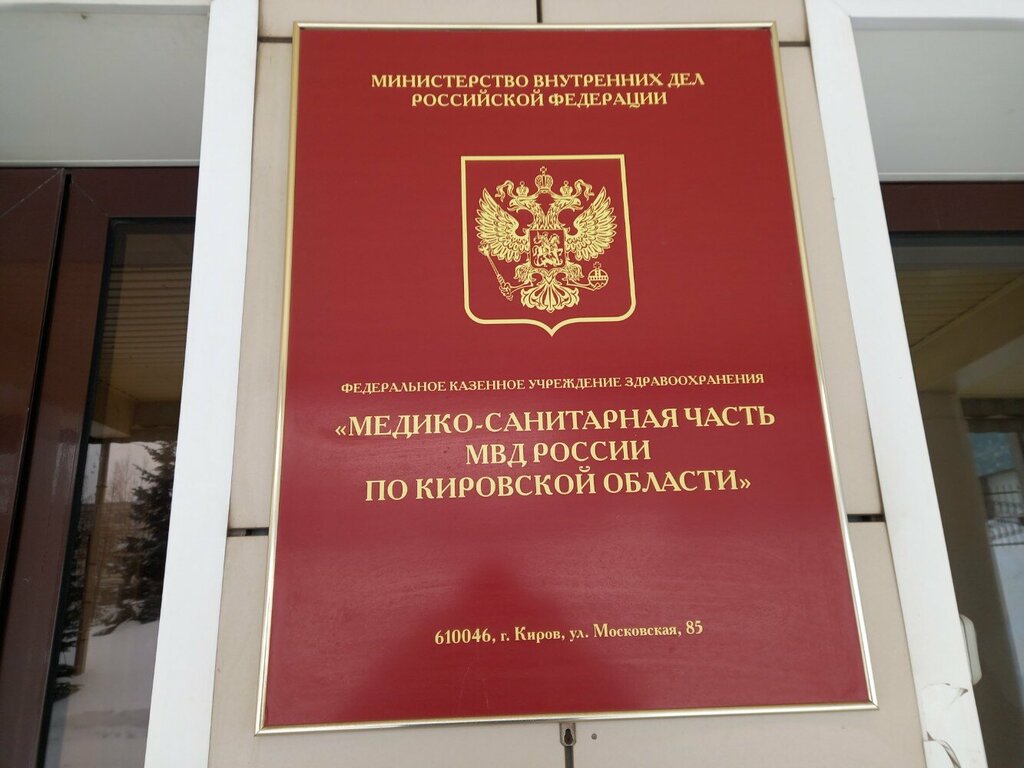 МИНИСТЕРСТВО ВНУТРЕННИХ ДЕЛ
РОССИЙСКОЙ ФЕДЕРАЦИИ
ФЕДЕРАЛЬНОЕ КАЗЕННОЕ УЧРЕЖДЕНИЕ ЗДРАВООХРАНЕНИЯ
«МЕДИКО-САНИТАРНАЯ ЧАСТЬ
МВД РОССИИ
ПО КИРОВСКОЙ ОБЛАСТИ»
610046, г. Киров, ул. Московская, 85